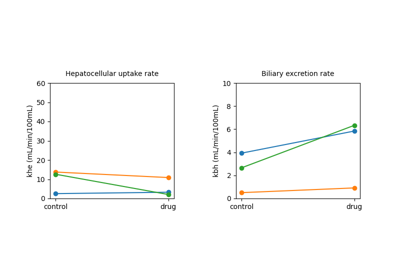 Hepatocellular uptake rate
khe (mL/min/100mL)
60
50
40
30
20
10
0
control drug
Biliary excretion rate
kbh (mL/min/100mL)
10
8
6
4
2
0
control drug